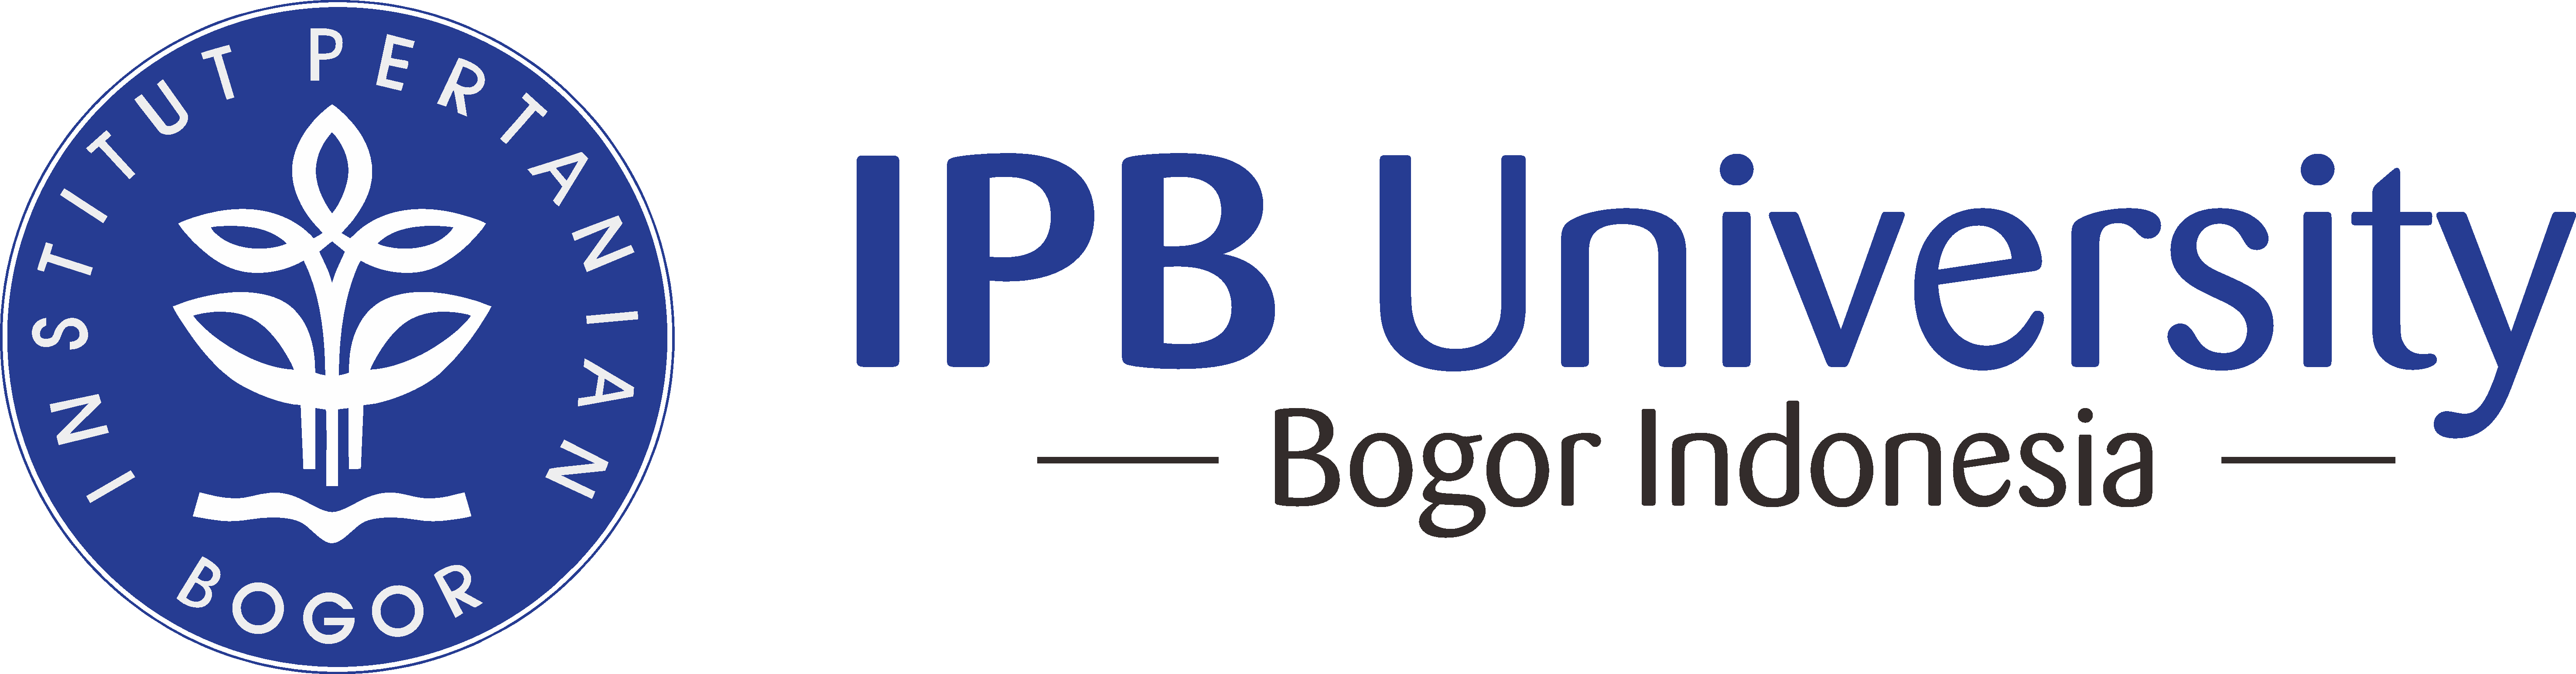 INSTITUT PERTANIAN
BOGOR
IPB University
Bogor Indonesia